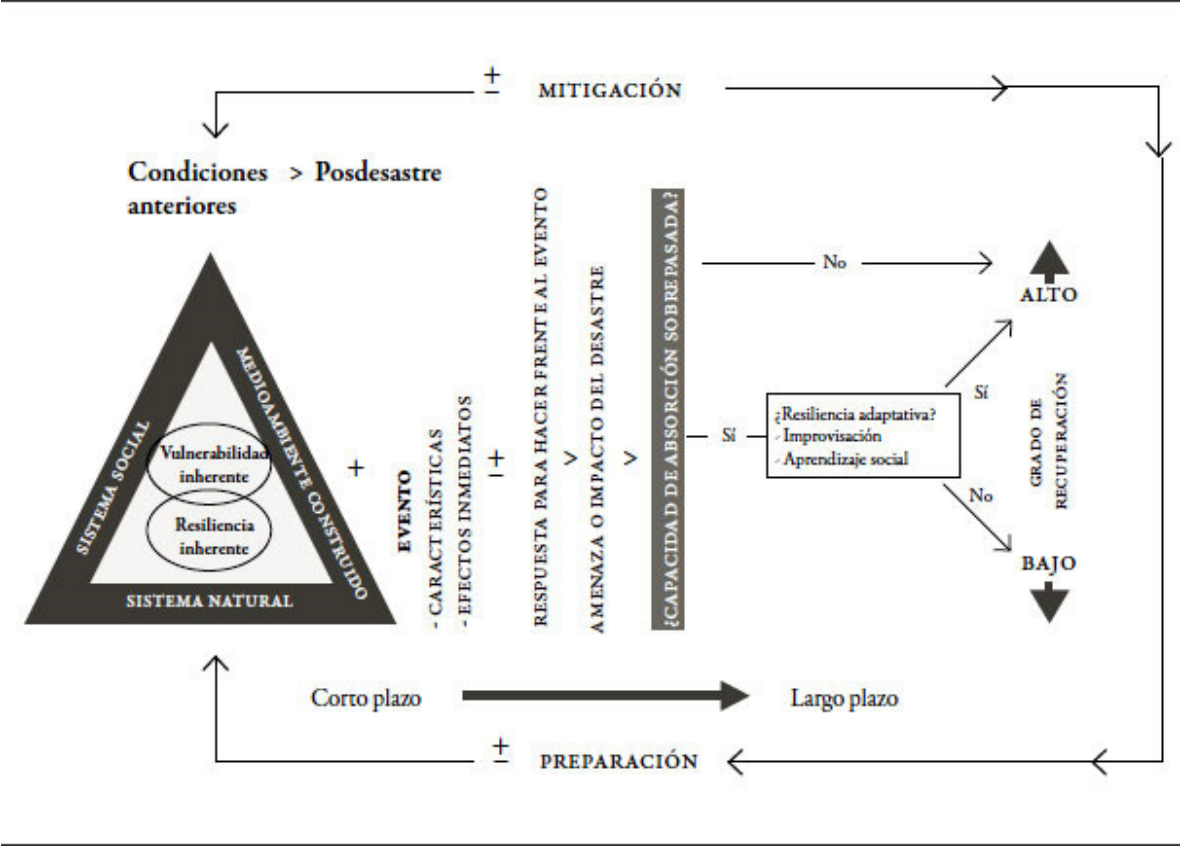 ± MITIGACIÓN
Condiciones > Posdesastre
anteriores
SISTEMA SOCIAL
MEDIOAMBIENTE CONSTRUIDO
SISTEMA NATURAL
Vulnerabilidad
inherente
Resiliencia
inherente
+
EVENTO
- CARACTERÍSTICAS
- EFECTOS INMEDIATOS
±
RESPUESTA PARA HACER FRENTE AL EVENTO
>
AMENAZA O IMPACTO DEL DESASTRE
>
¿CAPACIDAD DE ABSORCIÓN SOBREPASADA?
No
Sí
¿Resiliencia adaptativa?
- Improvisación
- Aprendizaje social
Sí
No
ALTO
GRADO DE
RECUPERACIÓN
BAJO
Corto plazo
Largo plazo
± PREPARACIÓN